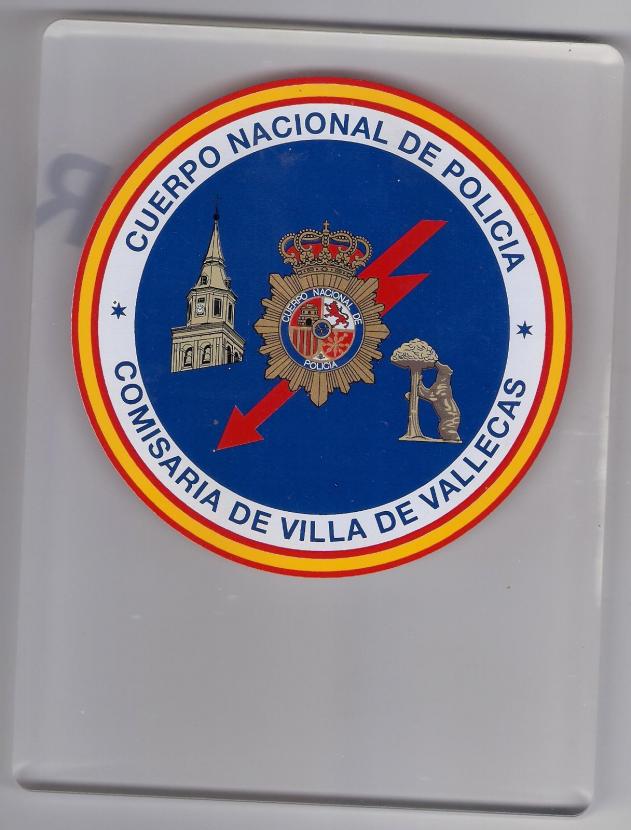 CUERPO NACIONAL DE POLICIA
CUERPO NACIONAL DE
POLICIA
COMISARIA DE VILLA DE VALLECAS
R